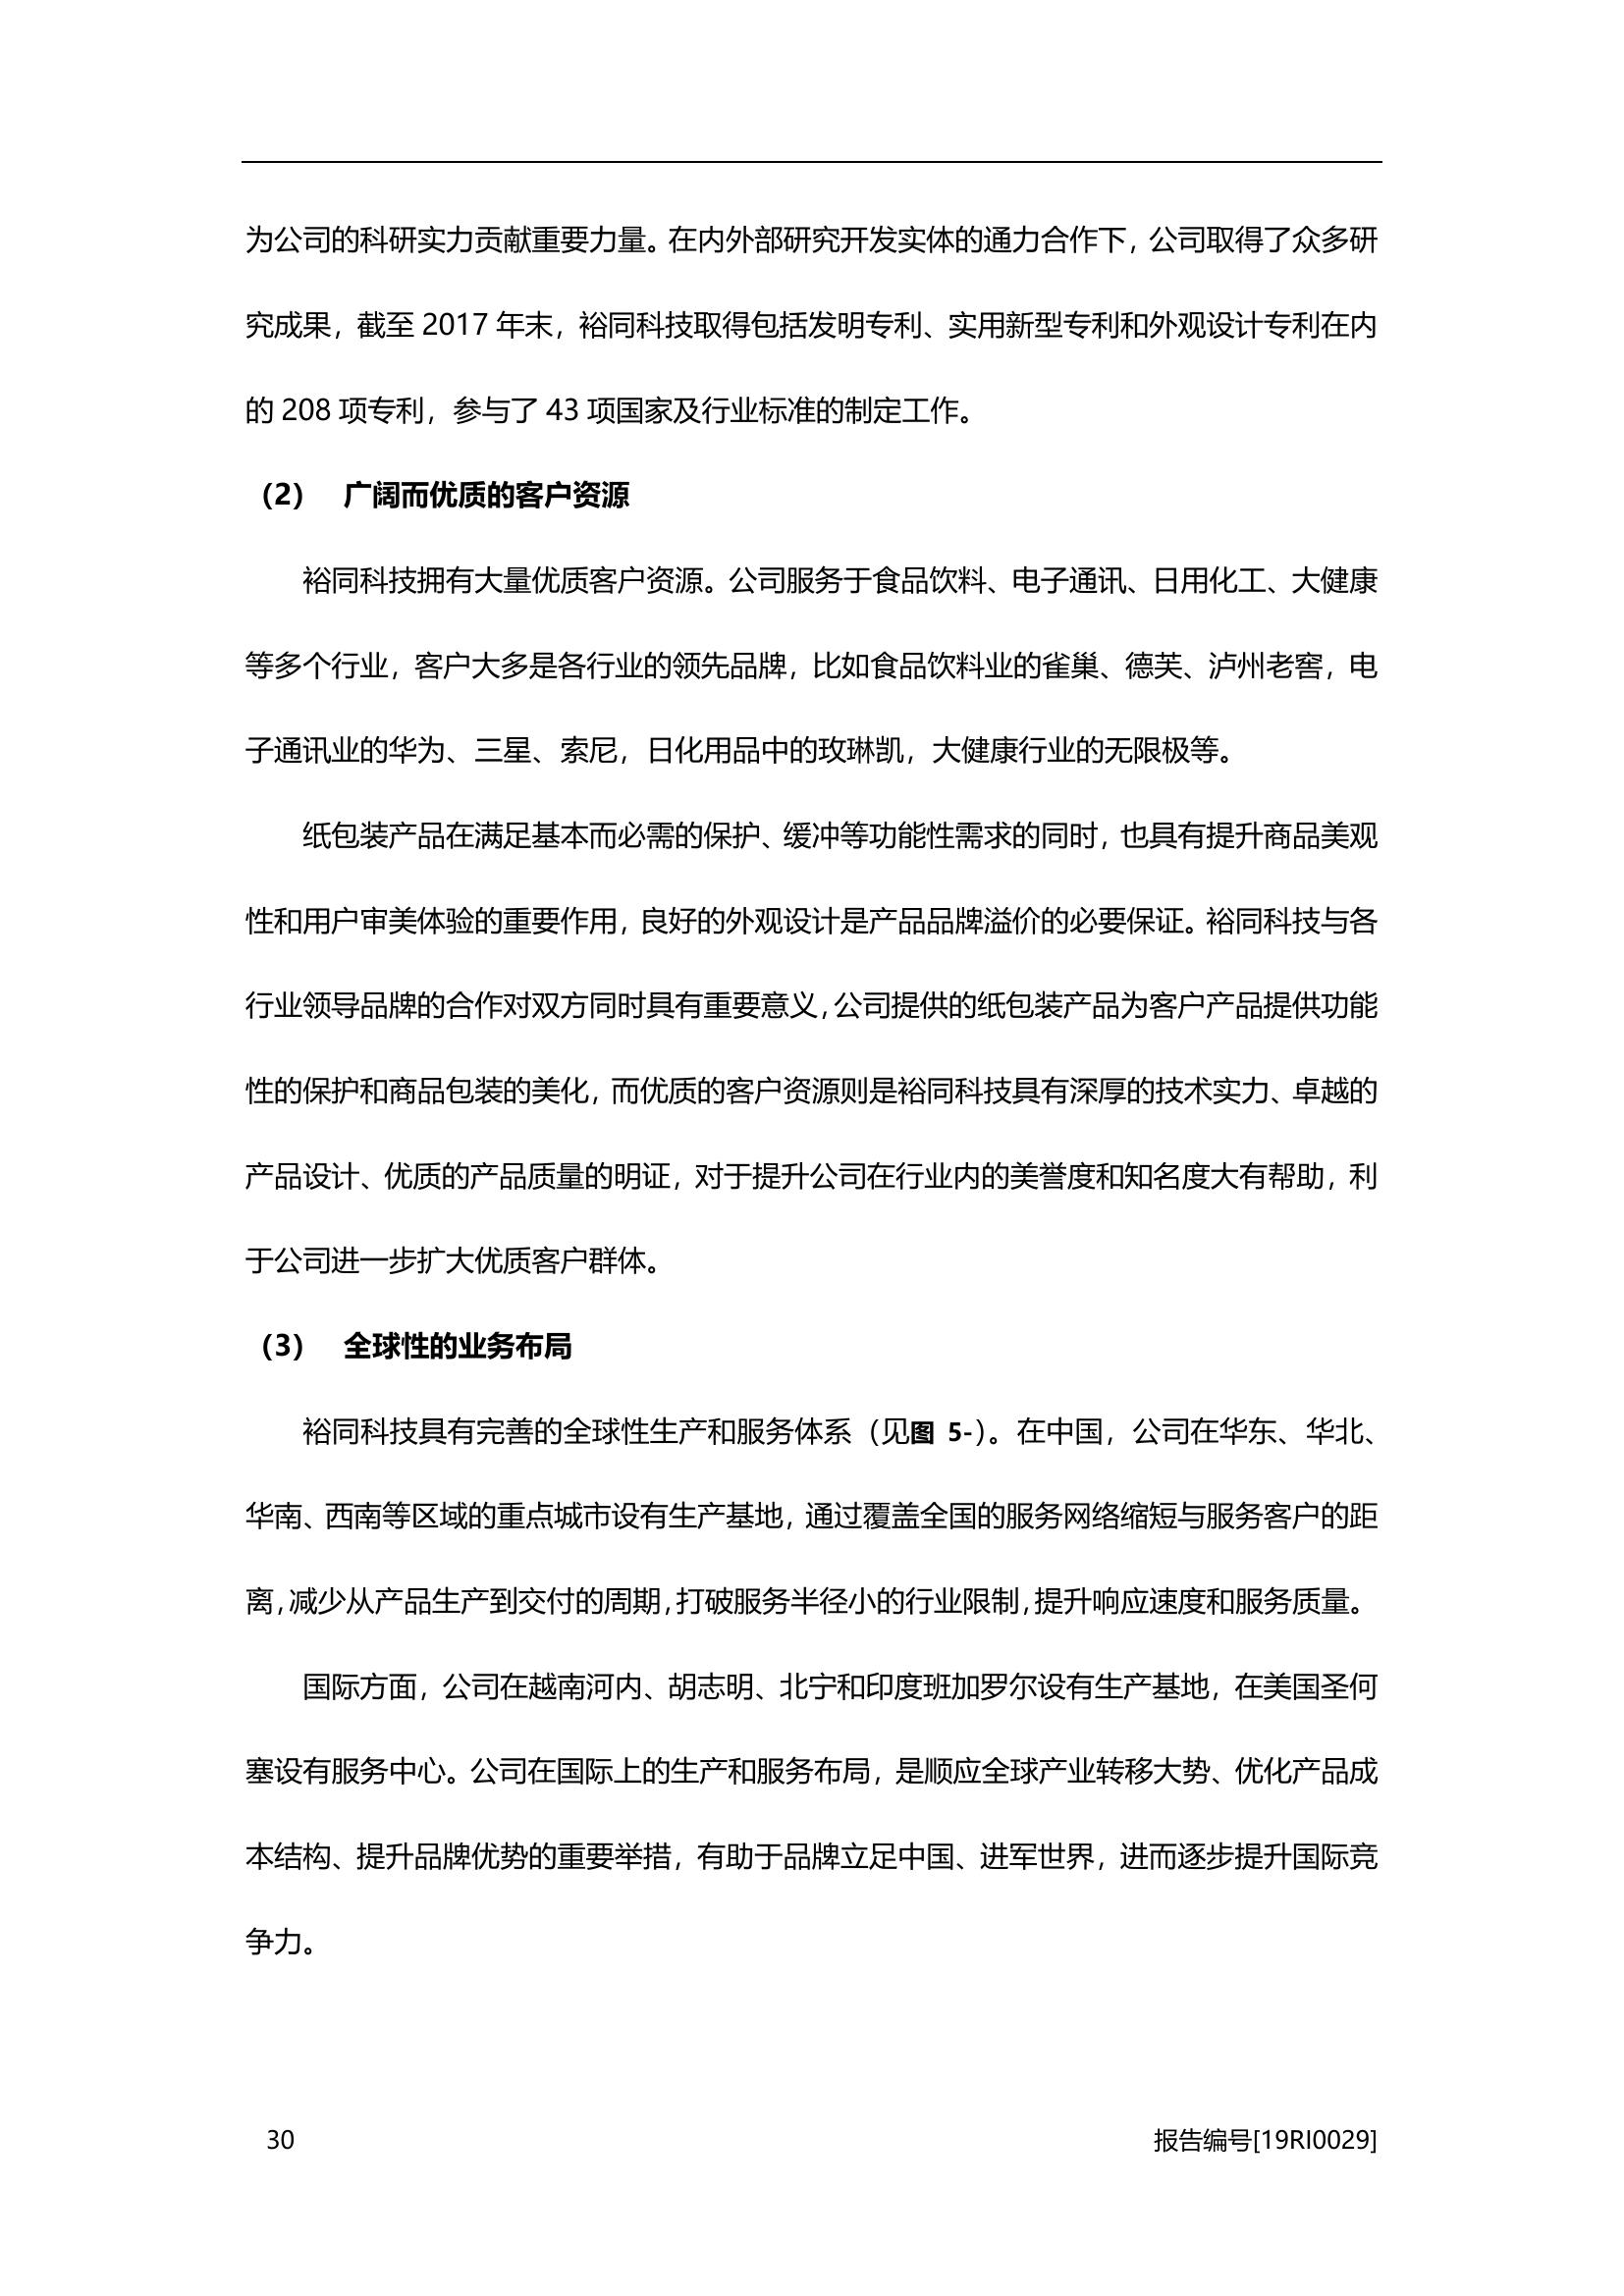 为公司的科研实力贡献重要力量。在内外部研究开发实体的通力合作下，公司取得了众多研
究成果，截至 2017 年末，裕同科技取得包括发明专利、实用新型专利和外观设计专利在内
的 208 项专利，参与了 43 项国家及行业标准的制定工作。
（2） 广阔而优质的客户资源
裕同科技拥有大量优质客户资源。公司服务于食品饮料、电子通讯、日用化工、大健康
等多个行业，客户大多是各行业的领先品牌，比如食品饮料业的雀巢、德芙、泸州老窖，电
子通讯业的华为、三星、索尼，日化用品中的玫琳凯，大健康行业的无限极等。
纸包装产品在满足基本而必需的保护、缓冲等功能性需求的同时，也具有提升商品美观
性和用户审美体验的重要作用，良好的外观设计是产品品牌溢价的必要保证。裕同科技与各
行业领导品牌的合作对双方同时具有重要意义，公司提供的纸包装产品为客户产品提供功能
性的保护和商品包装的美化，而优质的客户资源则是裕同科技具有深厚的技术实力、卓越的
产品设计、优质的产品质量的明证，对于提升公司在行业内的美誉度和知名度大有帮助，利
于公司进一步扩大优质客户群体。
（3） 全球性的业务布局
裕同科技具有完善的全球性生产和服务体系（见图 5-）。在中国，公司在华东、华北、
华南、西南等区域的重点城市设有生产基地，通过覆盖全国的服务网络缩短与服务客户的距
离，减少从产品生产到交付的周期，打破服务半径小的行业限制，提升响应速度和服务质量。
国际方面，公司在越南河内、胡志明、北宁和印度班加罗尔设有生产基地，在美国圣何
塞设有服务中心。公司在国际上的生产和服务布局，是顺应全球产业转移大势、优化产品成
本结构、提升品牌优势的重要举措，有助于品牌立足中国、进军世界，进而逐步提升国际竞
争力。
30 报告编号[19RI0029]